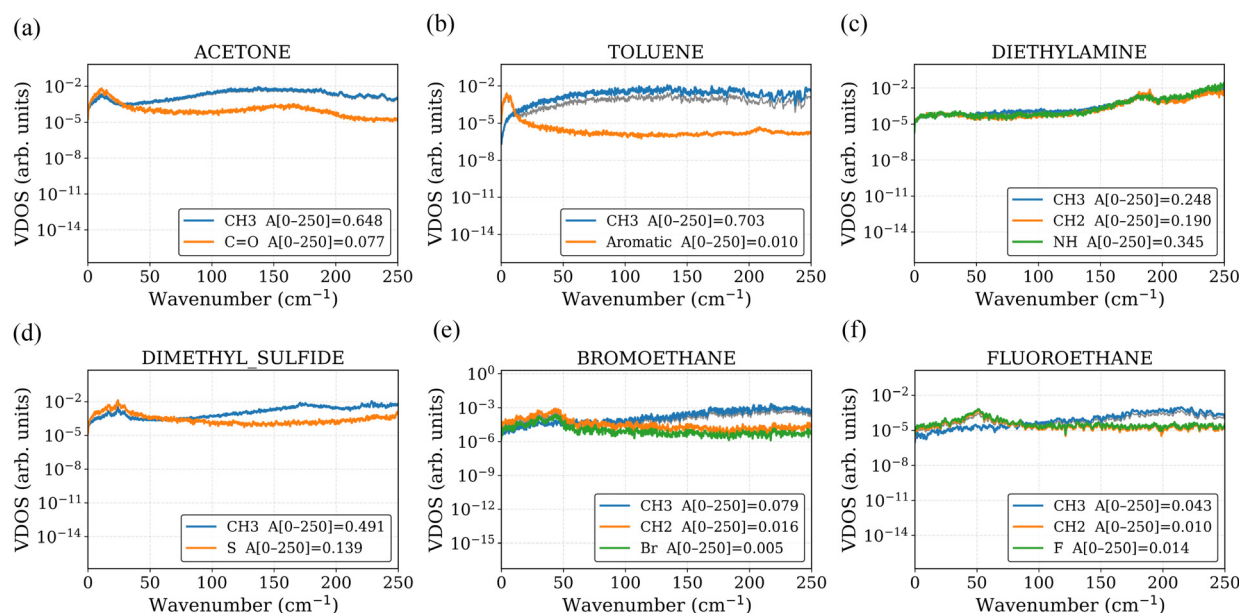 (a)
ACETONE
VDOS (arb. units)
10⁻²
10⁻⁵
10⁻⁸
10⁻¹¹
10⁻¹⁴
CH3 A[0–250]=0.648
C=O A[0–250]=0.077
0 50 100 150 200 250
Wavenumber (cm⁻¹)
(b)
TOLUENE
VDOS (arb. units)
10⁻²
10⁻⁵
10⁻⁸
10⁻¹¹
10⁻¹⁴
CH3 A[0–250]=0.703
Aromatic A[0–250]=0.010
0 50 100 150 200 250
Wavenumber (cm⁻¹)
(c)
DIETHYLAMINE
VDOS (arb. units)
10⁻²
10⁻⁵
10⁻⁸
10⁻¹¹
10⁻¹⁴
CH3 A[0–250]=0.248
CH2 A[0–250]=0.190
NH A[0–250]=0.345
0 50 100 150 200 250
Wavenumber (cm⁻¹)
(d)
DIMETHYL_SULFIDE
VDOS (arb. units)
10⁻²
10⁻⁵
10⁻⁸
10⁻¹¹
10⁻¹⁴
CH3 A[0–250]=0.491
S A[0–250]=0.139
0 50 100 150 200 250
Wavenumber (cm⁻¹)
(e)
BROMOETHANE
VDOS (arb. units)
10⁰
10⁻³
10⁻⁶
10⁻⁹
10⁻¹²
10⁻¹⁵
CH3 A[0–250]=0.079
CH2 A[0–250]=0.016
Br A[0–250]=0.005
0 50 100 150 200 250
Wavenumber (cm⁻¹)
(f)
FLUOROETHANE
VDOS (arb. units)
10⁻²
10⁻⁵
10⁻⁸
10⁻¹¹
10⁻¹⁴
CH3 A[0–250]=0.043
CH2 A[0–250]=0.010
F A[0–250]=0.014
0 50 100 150 200 250
Wavenumber (cm⁻¹)